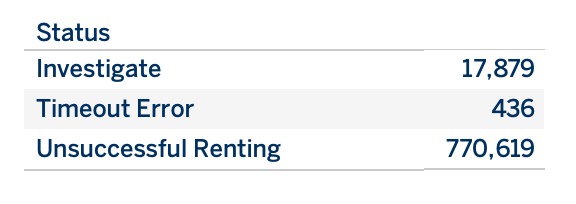 Status
Investigate 17,879
Timeout Error 436
Unsuccessful Renting 770,619